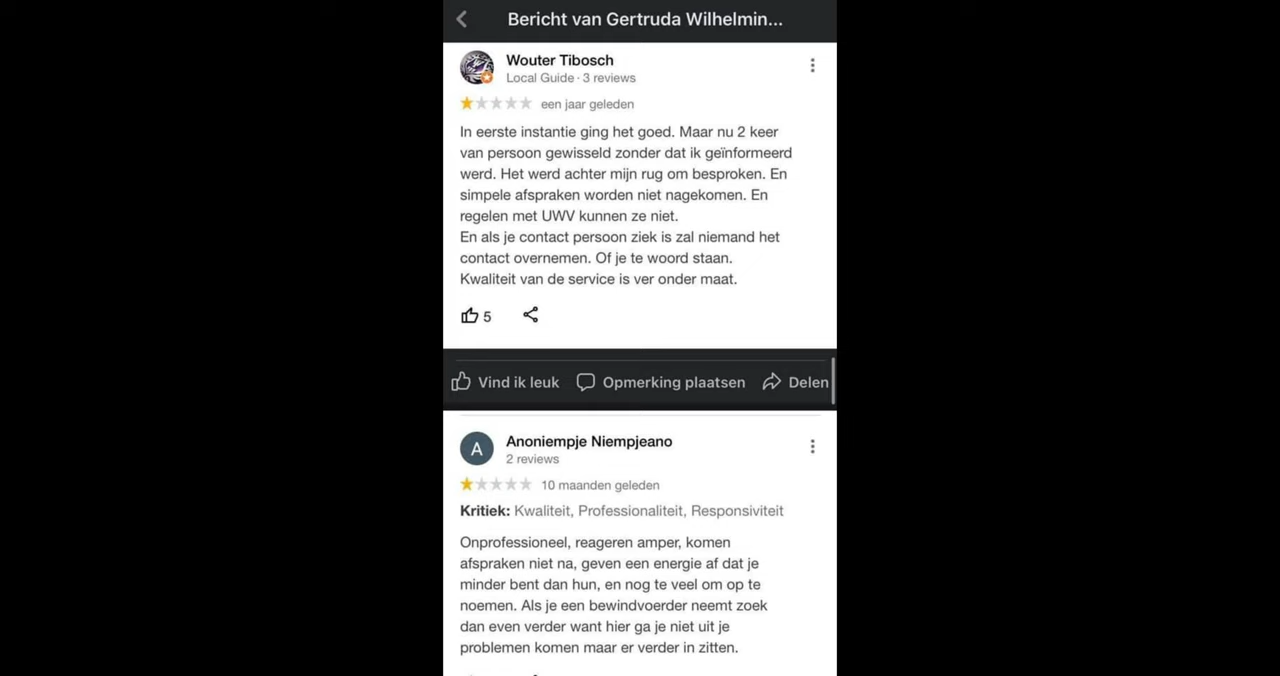 Bericht van Gertruda Wilhelmin...
Wouter Tibosch
Local Guide · 3 reviews
een jaar geleden
In eerste instantie ging het goed. Maar nu 2 keer
van persoon gewisseld zonder dat ik geïnformeerd
werd. Het werd achter mijn rug om besproken. En
simpele afspraken worden niet nagekomen. En
regelen met UWV kunnen ze niet.
En als je contact persoon ziek is zal niemand het
contact overnemen. Of je te woord staan.
Kwaliteit van de service is ver onder maat.
5
Vind ik leuk Opmerking plaatsen Delen
A
Anoniempje Niempjeano
2 reviews
10 maanden geleden
Kritiek: Kwaliteit, Professionaliteit, Responsiviteit
Onprofessioneel, reageren amper, komen
afspraken niet na, geven een energie af dat je
minder bent dan hun, en nog te veel om op te
noemen. Als je een bewindvoerder neemt zoek
dan even verder want hier ga je niet uit je
problemen komen maar er verder in zitten.